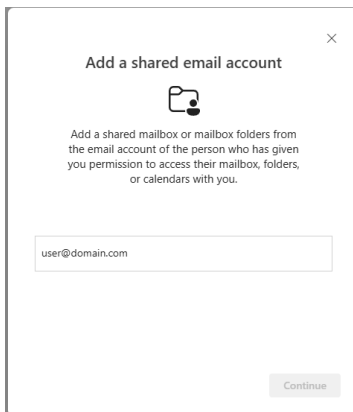 Add a shared email account
Add a shared mailbox or mailbox folders from
the email account of the person who has given
you permission to access their mailbox, folders,
or calendars with you.
user@domain.com
Continue